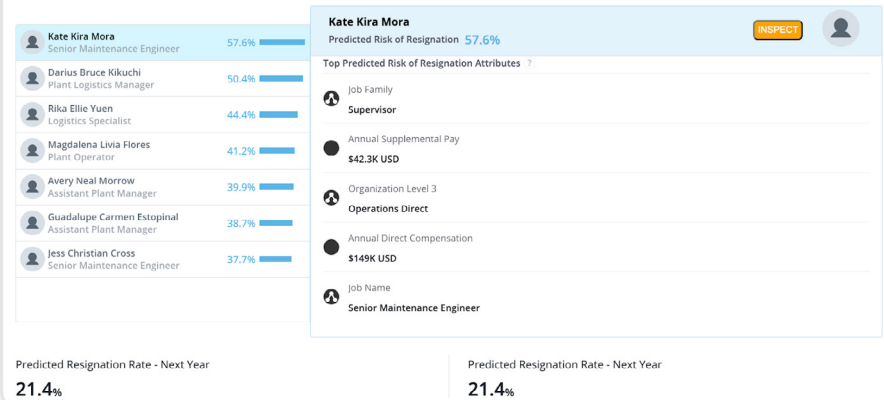 Kate Kira Mora
Senior Maintenance Engineer
57.6%
Darius Bruce Kikuchi
Plant Logistics Manager
50.4%
Rika Ellie Yuen
Logistics Specialist
44.4%
Magdalena Livia Flores
Plant Operator
41.2%
Avery Neal Morrow
Assistant Plant Manager
39.9%
Guadalupe Carmen Estopinal
Assistant Plant Manager
38.7%
Jess Christian Cross
Senior Maintenance Engineer
37.7%
Kate Kira Mora
Predicted Risk of Resignation 57.6%
INSPECT
Top Predicted Risk of Resignation Attributes ?
Job Family
Supervisor
Annual Supplemental Pay
$42.3K USD
Organization Level 3
Operations Direct
Annual Direct Compensation
$149K USD
Job Name
Senior Maintenance Engineer
Predicted Resignation Rate - Next Year
21.4%
Predicted Resignation Rate - Next Year
21.4%